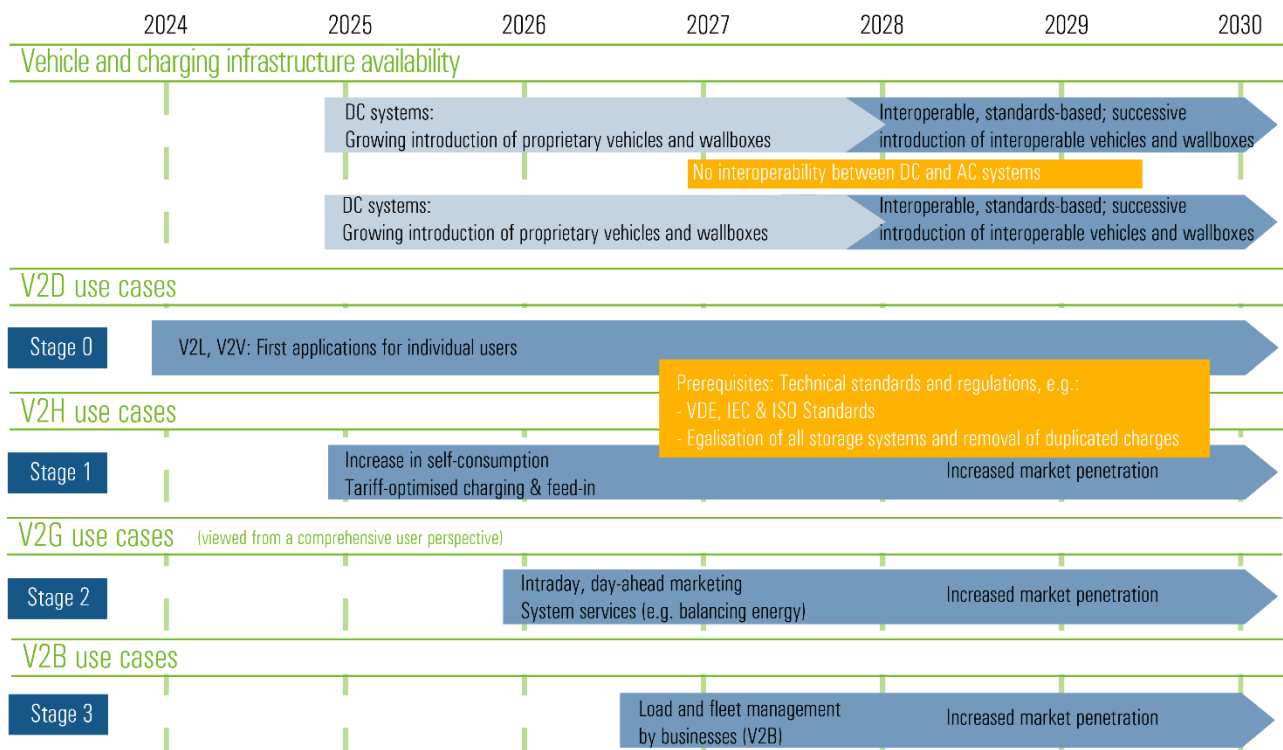 2024 2025 2026 2027 2028 2029 2030
Vehicle and charging infrastructure availability
DC systems:
Growing introduction of proprietary vehicles and wallboxes
Interoperable, standards-based; successive
introduction of interoperable vehicles and wallboxes
No interoperability between DC and AC systems
DC systems:
Growing introduction of proprietary vehicles and wallboxes
Interoperable, standards-based; successive
introduction of interoperable vehicles and wallboxes
V2D use cases
Stage 0
V2L, V2V: First applications for individual users
Prerequisites: Technical standards and regulations, e.g.:
- VDE, IEC & ISO Standards
- Egalisation of all storage systems and removal of duplicated charges
V2H use cases
Stage 1
Increase in self-consumption
Tariff-optimised charging & feed-in
Increased market penetration
V2G use cases (viewed from a comprehensive user perspective)
Stage 2
Intraday, day-ahead marketing
System services (e.g. balancing energy)
Increased market penetration
V2B use cases
Stage 3
Load and fleet management
by businesses (V2B)
Increased market penetration